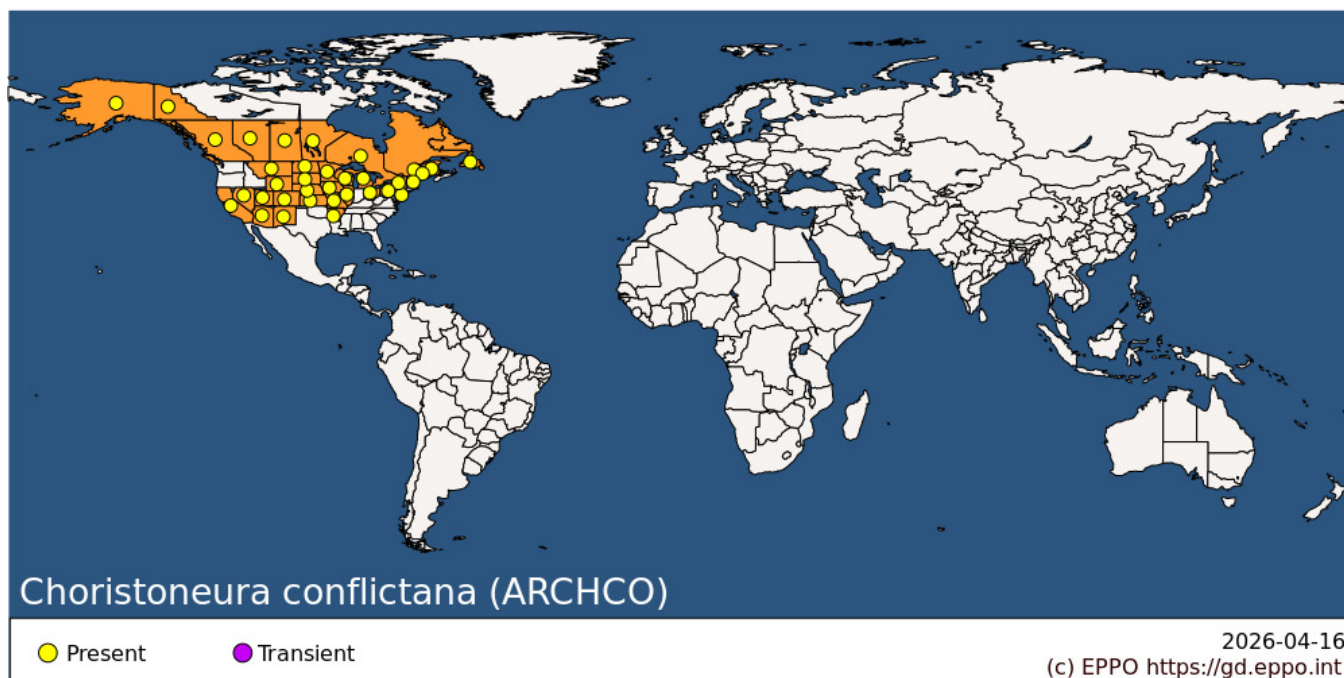 Choristoneura conflictana (ARCHCO)
Present
Transient
2026-04-16
(c) EPPO https://gd.eppo.int